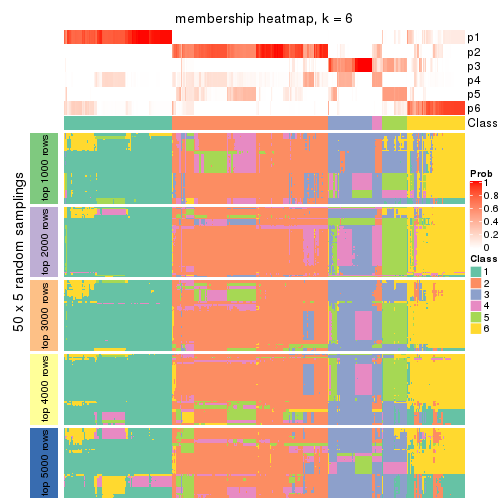 membership heatmap, k = 6
p1
p2
p3
p4
p5
p6
Class
50 x 5 random samplings
top 1000 rows
top 2000 rows
top 3000 rows
top 4000 rows
top 5000 rows
Prob
1
0.8
0.6
0.4
0.2
0
Class
1
2
3
4
5
6